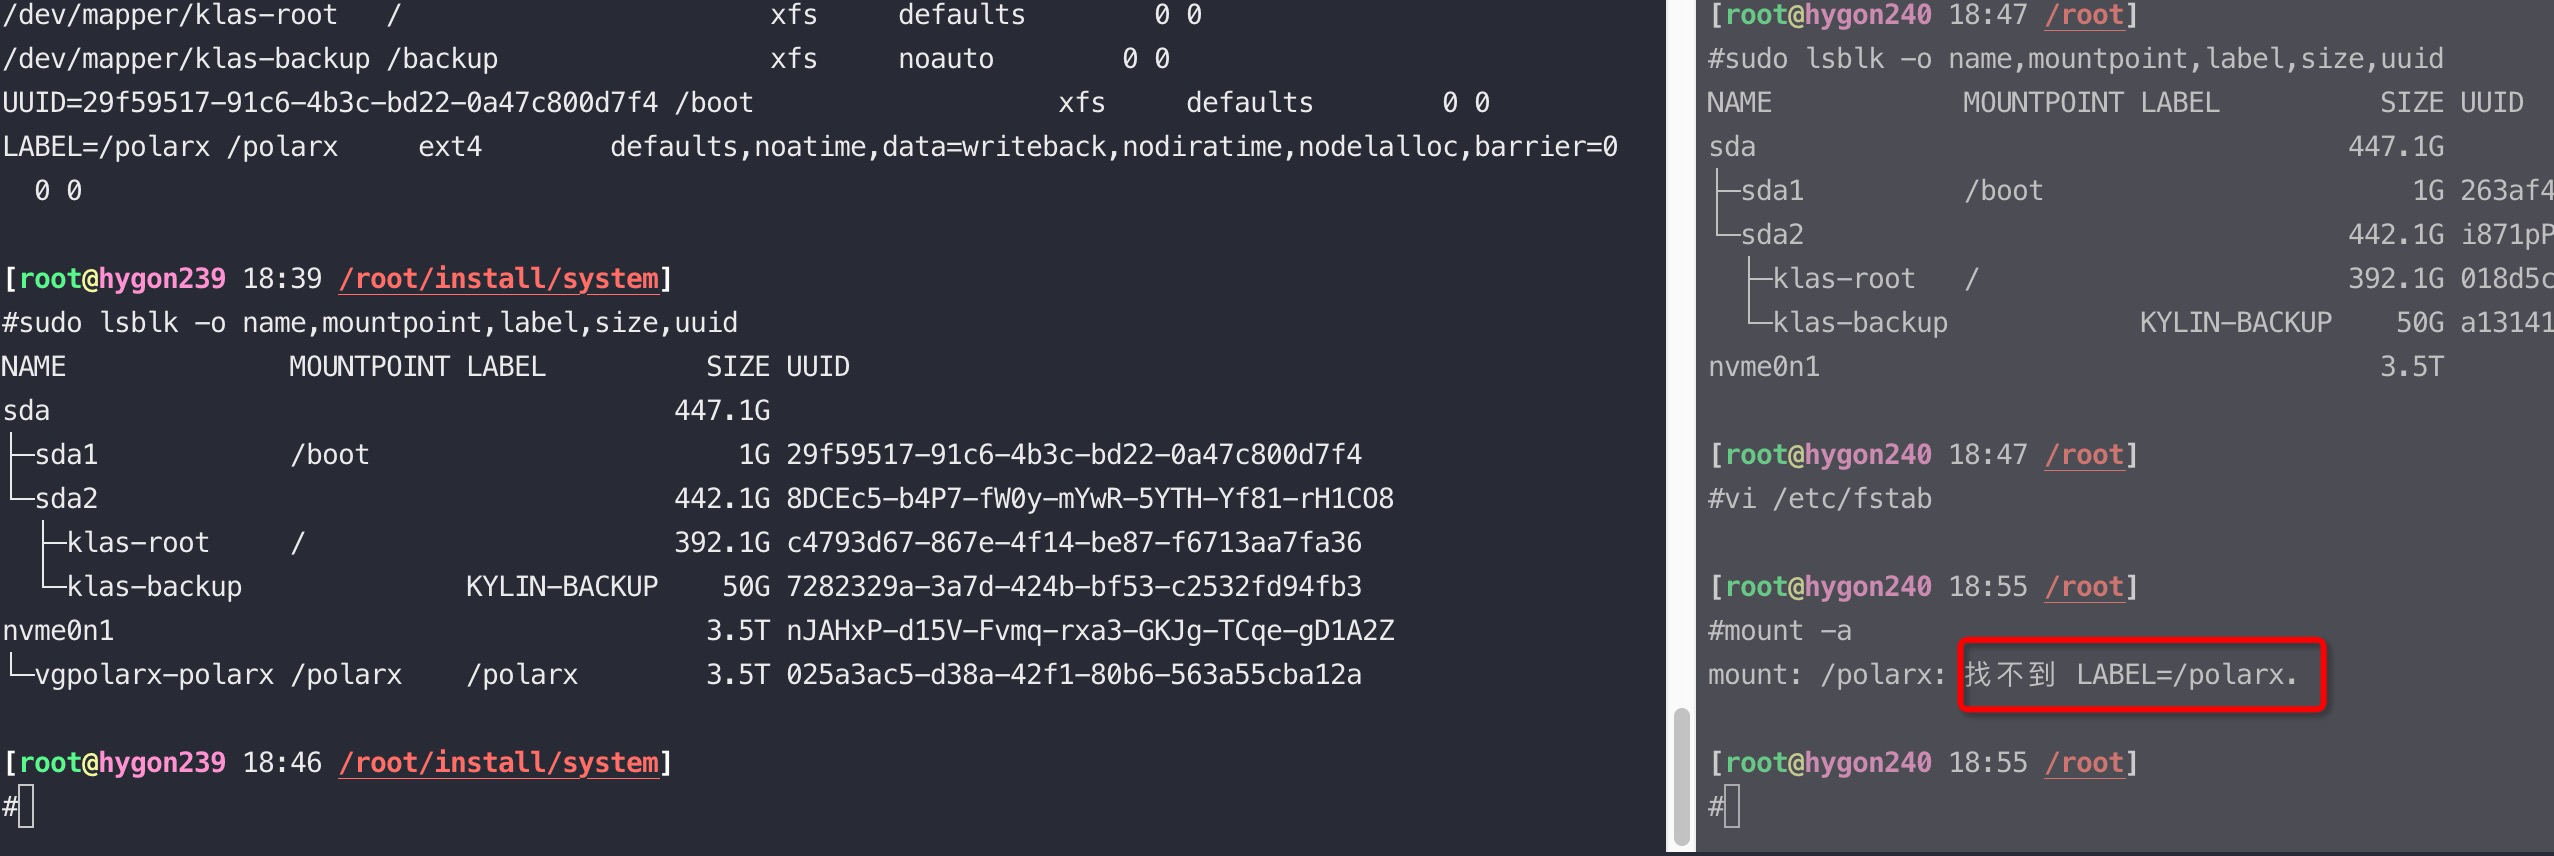 /dev/mapper/klas-root   /                       xfs     defaults        0 0
/dev/mapper/klas-backup /backup                 xfs     noauto        0 0
UUID=29f59517-91c6-4b3c-bd22-0a47c800d7f4 /boot                   xfs     defaults        0 0
LABEL=/polarx /polarx     ext4        defaults,noatime,data=writeback,nodiratime,nodelalloc,barrier=0
  0 0
[root@hygon239 18:39 /root/install/system]
#sudo lsblk -o name,mountpoint,label,size,uuid
NAME              MOUNTPOINT LABEL          SIZE UUID
sda                                       447.1G
├─sda1            /boot                       1G 29f59517-91c6-4b3c-bd22-0a47c800d7f4
└─sda2                                    442.1G 8DCEc5-b4P7-fW0y-mYwR-5YTH-Yf81-rH1CO8
  ├─klas-root     /                       392.1G c4793d67-867e-4f14-be87-f6713aa7fa36
  └─klas-backup              KYLIN-BACKUP    50G 7282329a-3a7d-424b-bf53-c2532fd94fb3
nvme0n1                                     3.5T nJAHxP-d15V-Fvmq-rxa3-GKJg-TCqe-gD1A2Z
└─vgpolarx-polarx /polarx    /polarx        3.5T 025a3ac5-d38a-42f1-80b6-563a55cba12a
[root@hygon239 18:46 /root/install/system]
#
[root@hygon240 18:47 /root]
#sudo lsblk -o name,mountpoint,label,size,uuid
NAME            MOUNTPOINT LABEL          SIZE UUID
sda                                     447.1G
├─sda1          /boot                       1G 263af4
└─sda2                                  442.1G i871pP
  ├─klas-root   /                       392.1G 018d5c
  └─klas-backup            KYLIN-BACKUP    50G a13141
nvme0n1                                   3.5T
[root@hygon240 18:47 /root]
#vi /etc/fstab
[root@hygon240 18:55 /root]
#mount -a
mount: /polarx: 找不到 LABEL=/polarx.
[root@hygon240 18:55 /root]
#